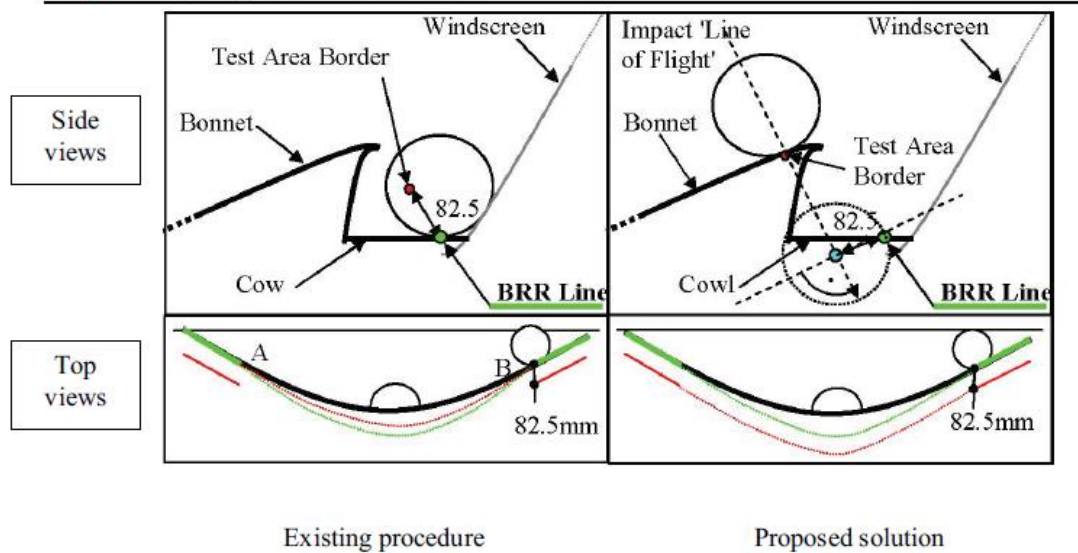 Side
views
Windscreen
Test Area Border
Bonnet
82.5
Cow
BRR Line
Impact 'Line
of Flight'
Windscreen
Bonnet
Test Area
Border
82.5
Cowl
BRR Line
Top
views
A
B
82.5mm
82.5mm
Existing procedure
Proposed solution